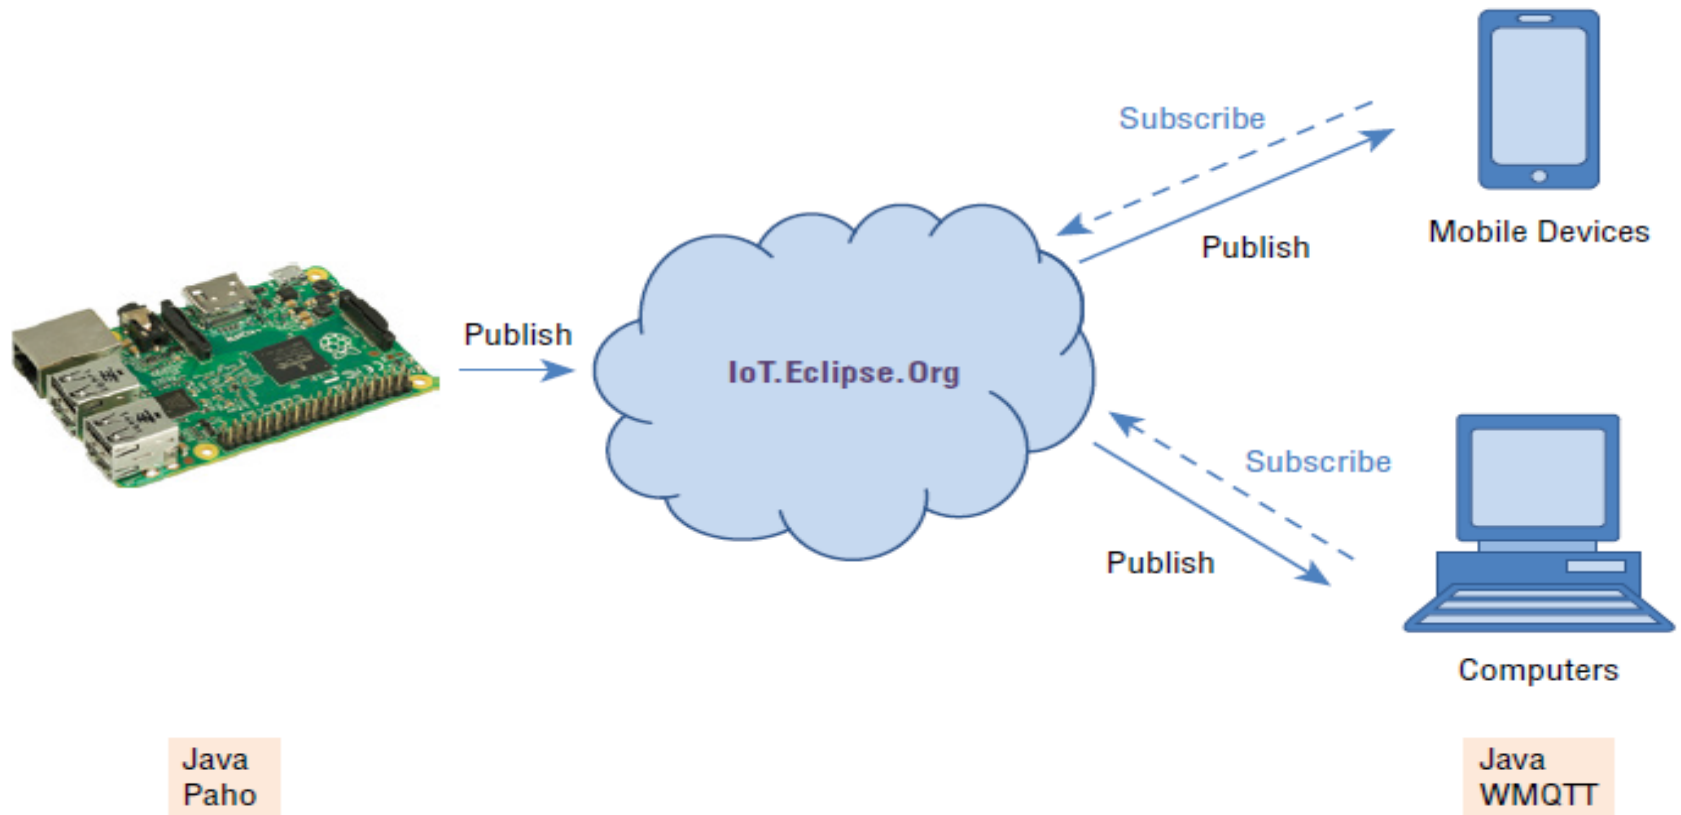 Subscribe
Publish
Mobile Devices
Publish
IoT.Eclipse.Org
Subscribe
Publish
Computers
Java
Paho
Java
WMQTT